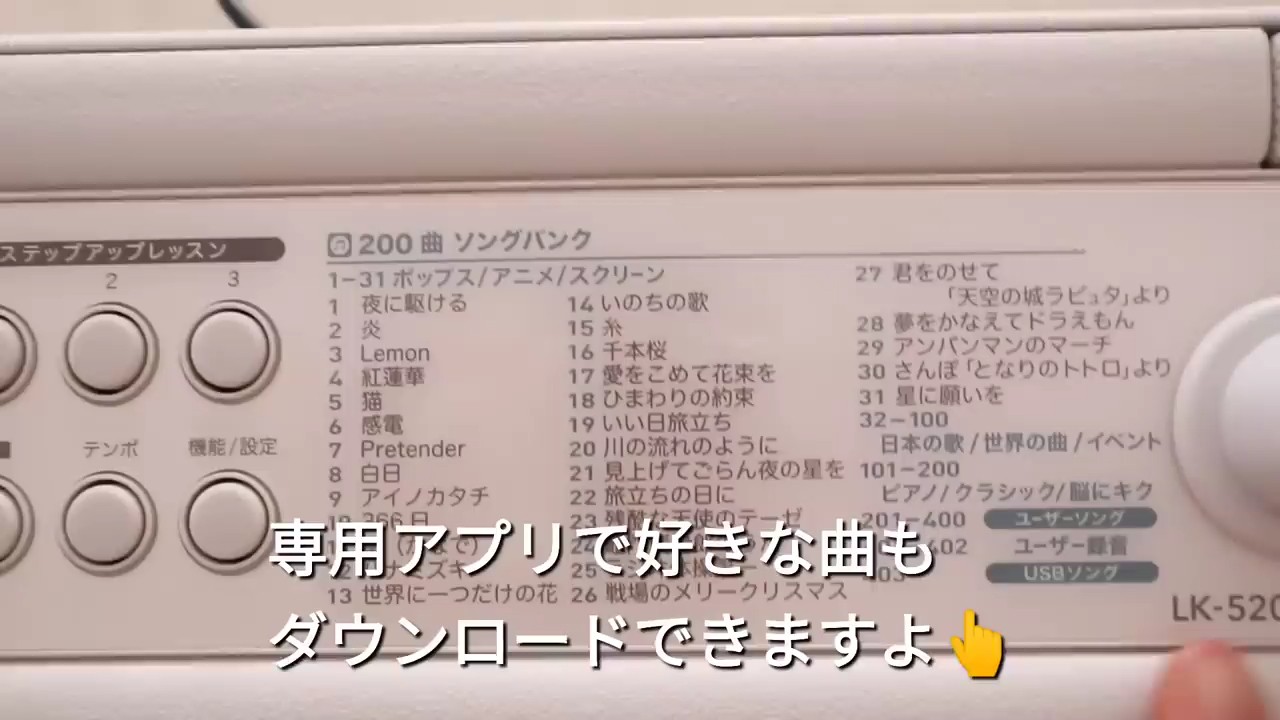 ステップアップレッスン
2
3
テンポ
機能/設定
200 曲 ソングバンク
1-31 ポップス/アニメ/スクリーン
1 夜に駆ける
2 炎
3 Lemon
4 紅蓮華
5 猫
6 感電
7 Pretender
8 白日
9 アイノカタチ
13 世界に一つだけの花
14 いのちの歌
15 糸
16 千本桜
17 愛をこめて花束を
18 ひまわりの約束
19 いい日旅立ち
20 川の流れのように
21 見上げてごらん夜の星を
22 旅立ちの日に
23 残酷な天使のテーゼ
25
26 戦場のメリークリスマス
27 君をのせて
「天空の城ラピュタ」より
28 夢をかなえてドラえもん
29 アンパンマンのマーチ
30 さんぽ「となりのトトロ」より
31 星に願いを
32-100
日本の歌/世界の曲/イベント
101-200
ピアノ/クラシック/脳にキク
201-400 ユーザーソング
402 ユーザー録音
USBソング
LK-520
専用アプリで好きな曲も
ダウンロードできますよ👆